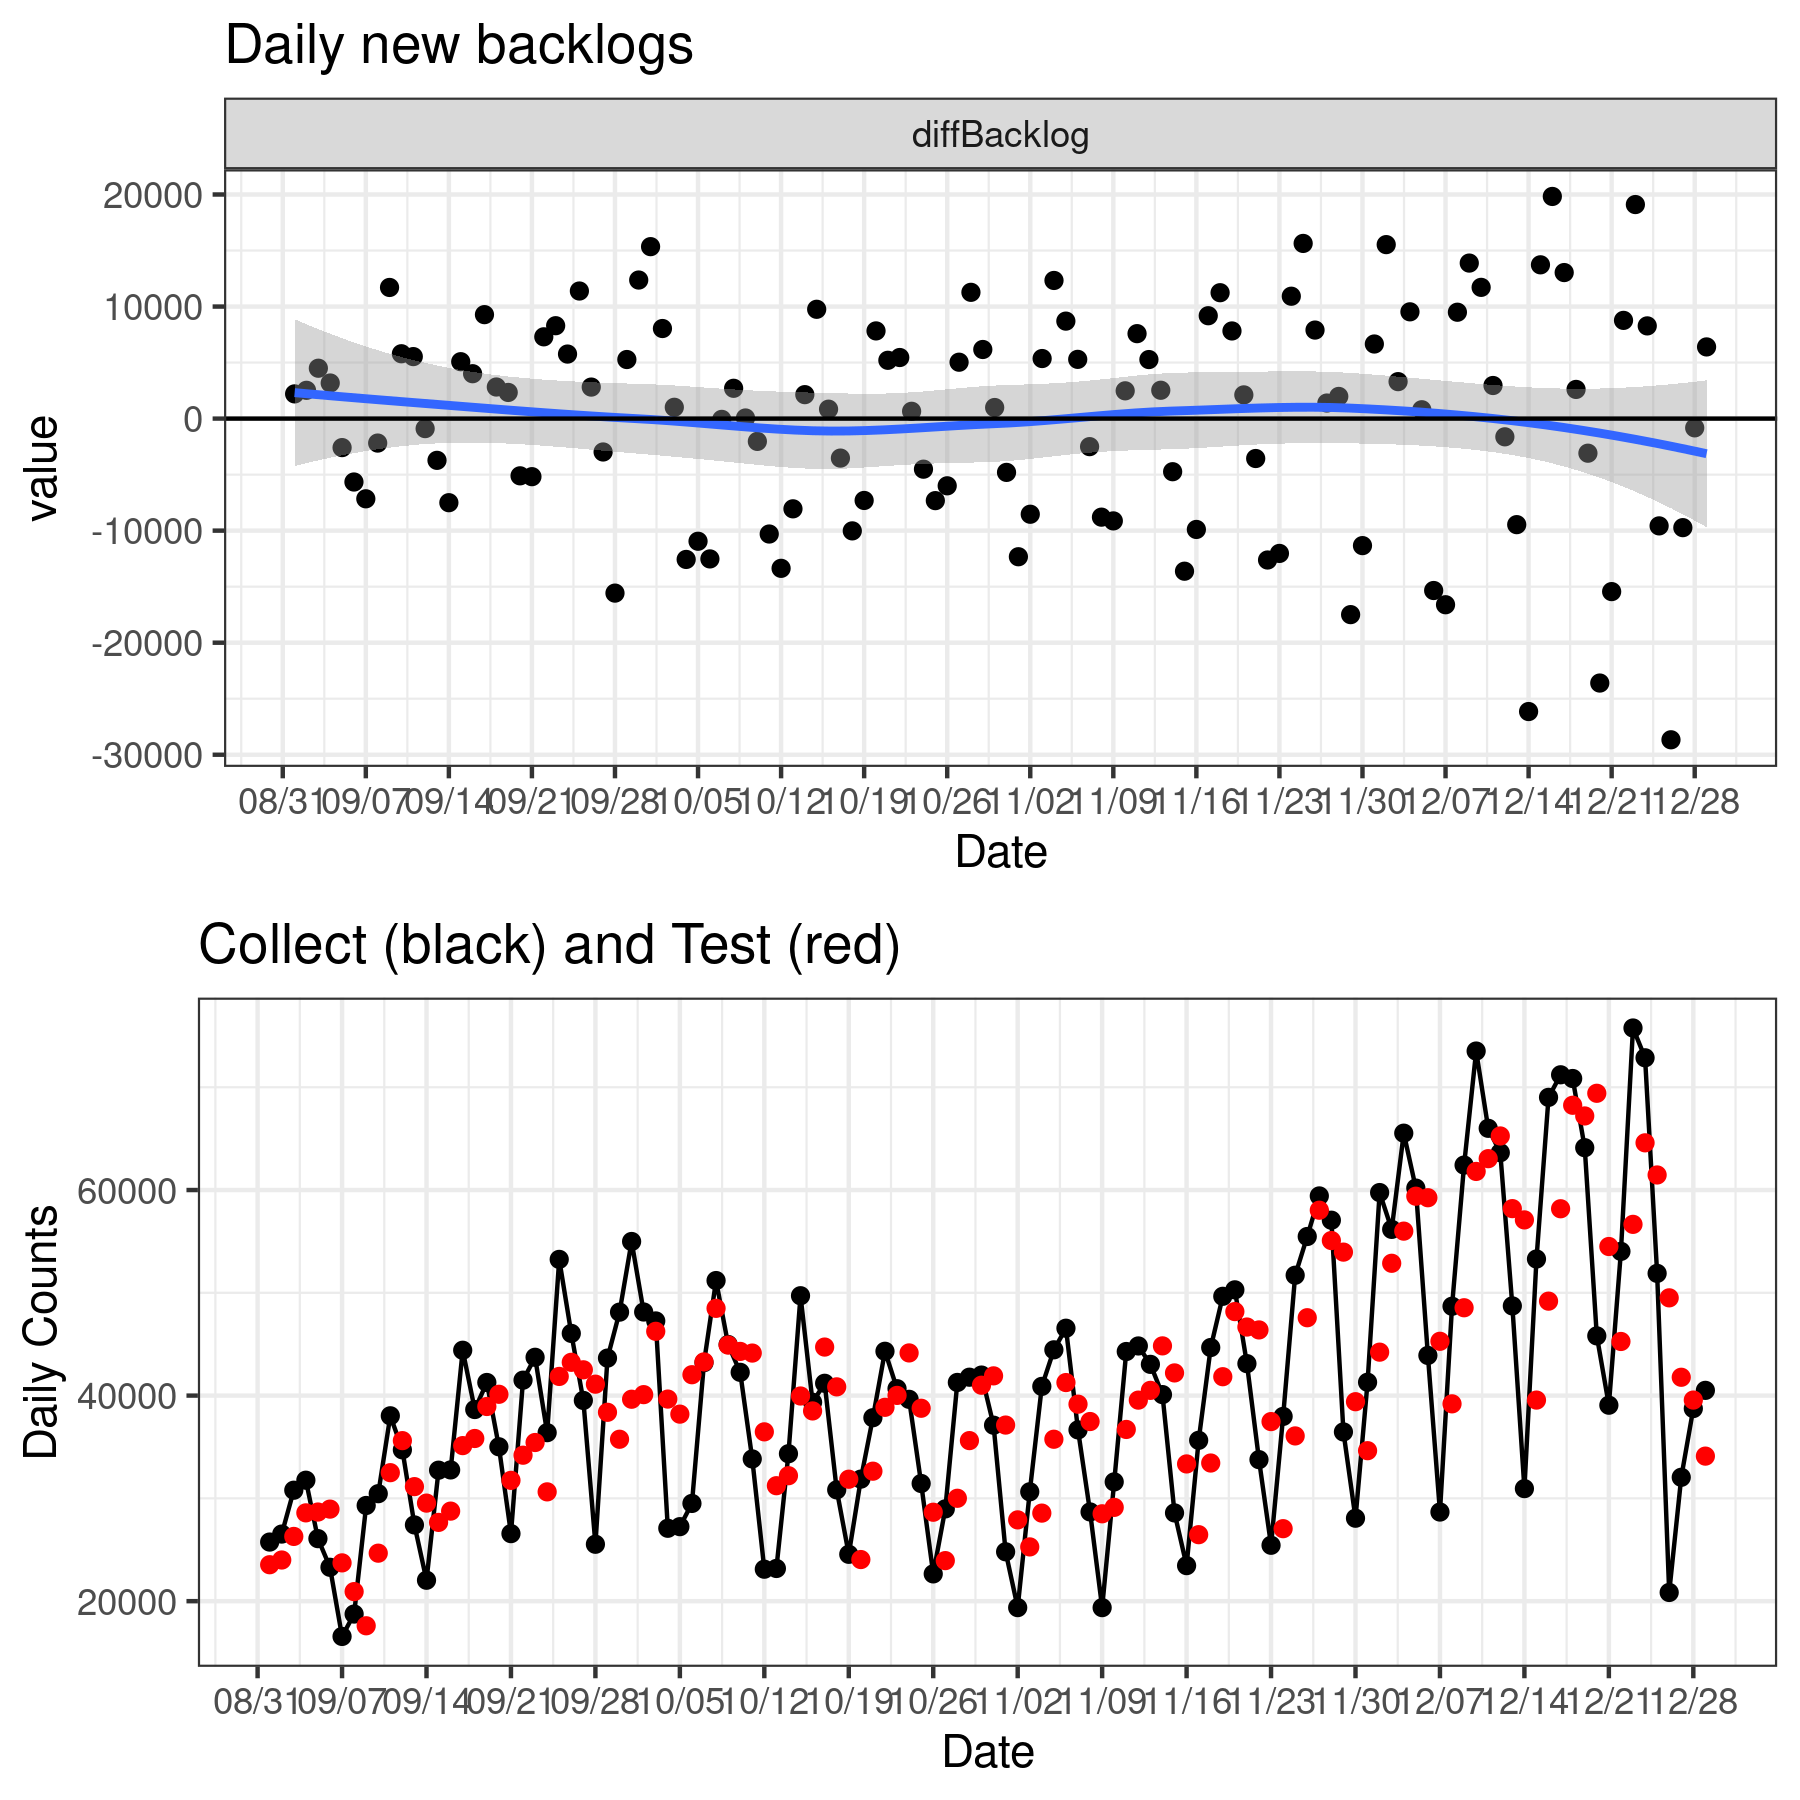 Daily new backlogs
diffBacklog
20000
10000
0
-10000
-20000
-30000
value
08/31 09/07 09/14 09/21 09/28 10/05 10/12 10/19 10/26 11/02 11/09 11/16 11/23 11/30 12/07 12/14 12/21 12/28
Date
Collect (black) and Test (red)
60000
40000
20000
Daily Counts
08/31 09/07 09/14 09/21 09/28 10/05 10/12 10/19 10/26 11/02 11/09 11/16 11/23 11/30 12/07 12/14 12/21 12/28
Date